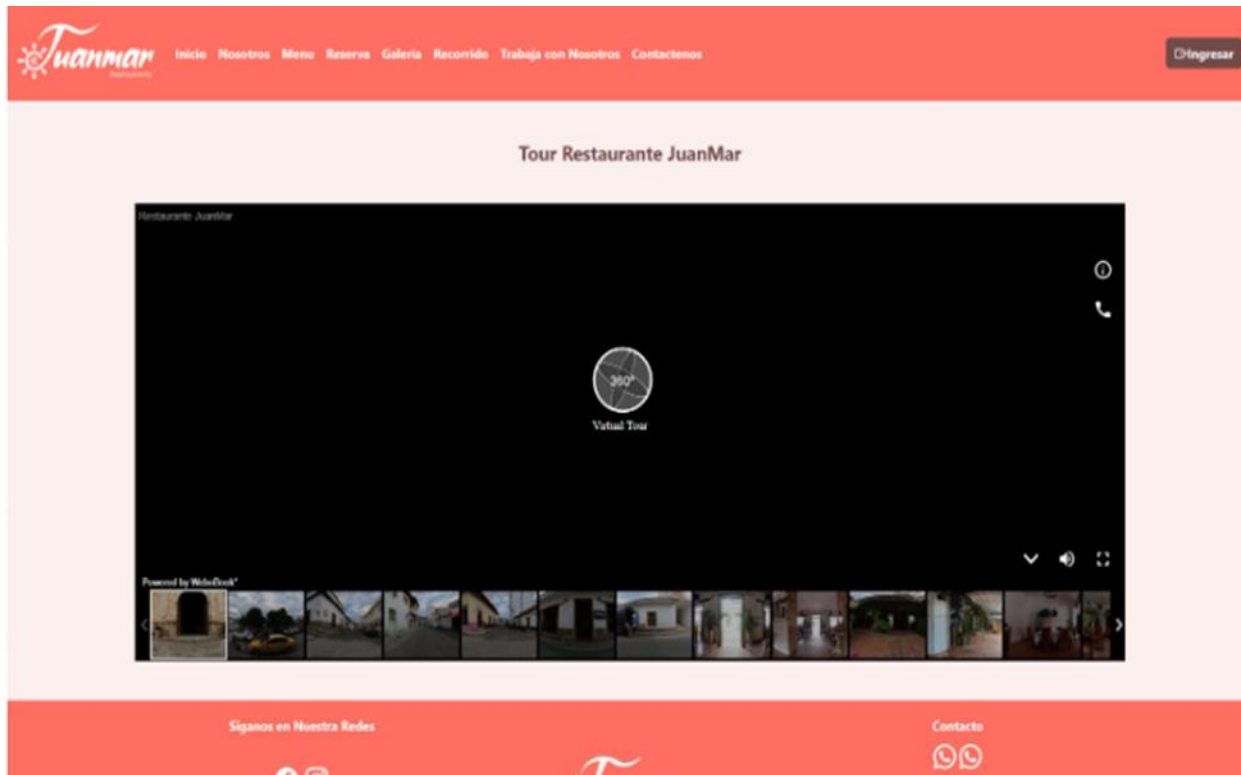 Juanmar
Restaurante
Inicio Nosotros Menu Reserva Galeria Recorrido Trabaja con Nosotros Contactenos
Ingresar
Tour Restaurante JuanMar
Restaurante JuanMar
360°
Virtual Tour
Powered by WeboBook®
Siganos en Nuestra Redes
Contacto